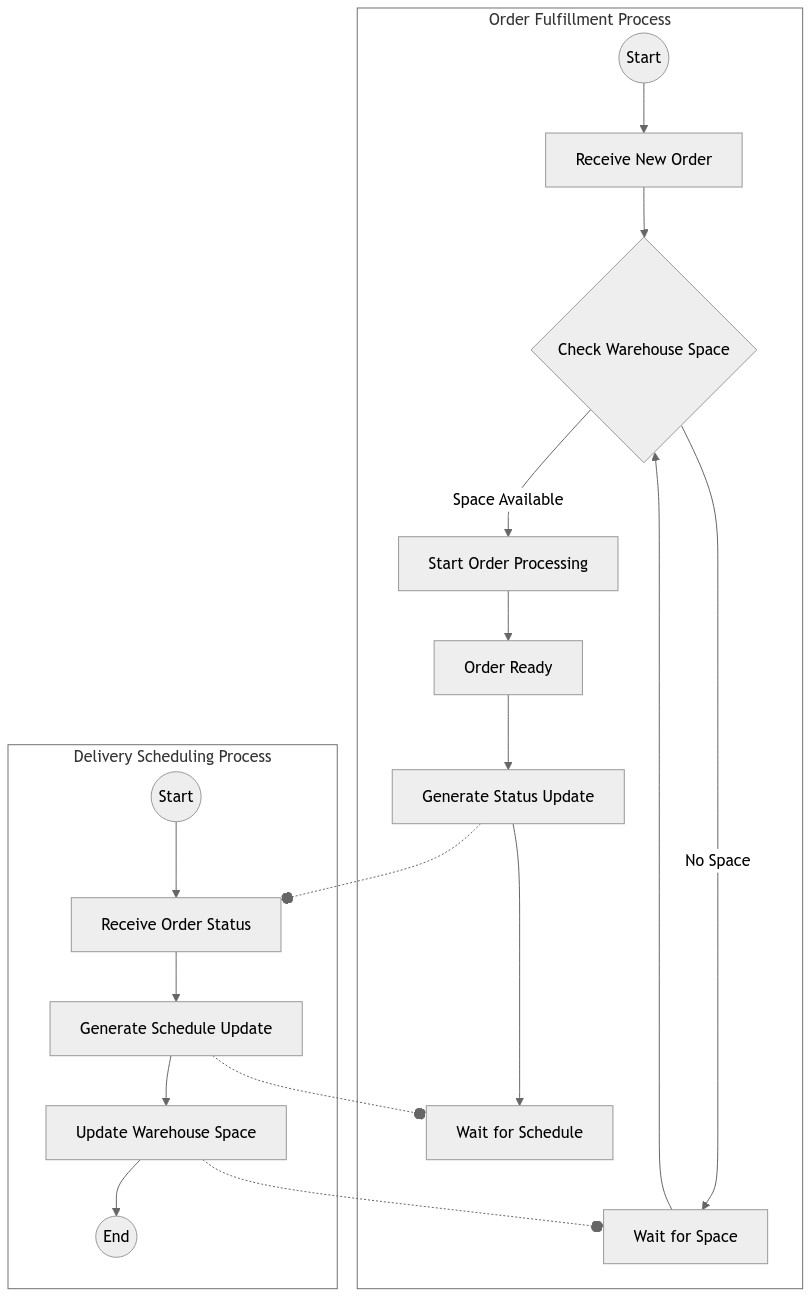 Order Fulfillment Process
Start
Receive New Order
Check Warehouse Space
Space Available
Start Order Processing
Order Ready
Generate Status Update
No Space
Wait for Schedule
Wait for Space
Delivery Scheduling Process
Start
Receive Order Status
Generate Schedule Update
Update Warehouse Space
End